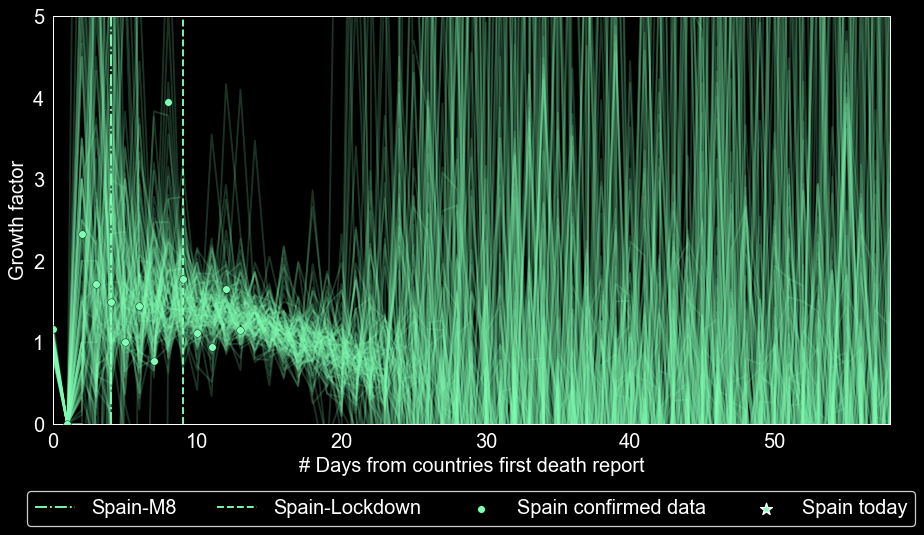 Growth factor
5
4
3
2
1
0
0 10 20 30 40 50
# Days from countries first death report
Spain-M8 Spain-Lockdown Spain confirmed data Spain today